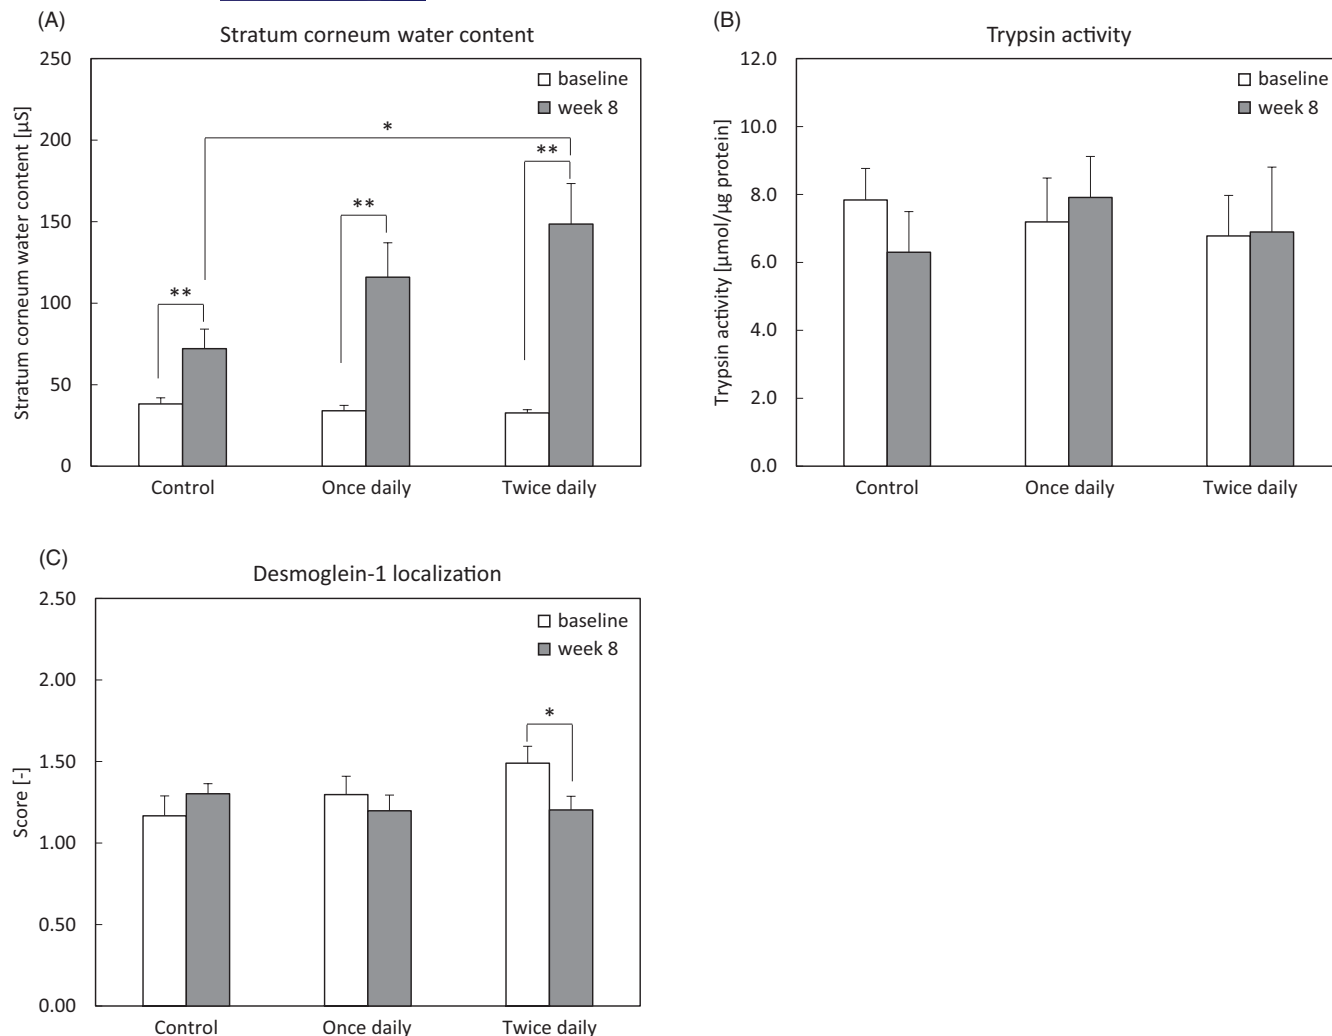 (A)
Stratum corneum water content
250
200
150
100
50
0
Stratum corneum water content [µS]
baseline
week 8
*
**
**
**
Control
Once daily
Twice daily
(B)
Trypsin activity
12.0
10.0
8.0
6.0
4.0
2.0
0.0
Trypsin activity [µmol/µg protein]
baseline
week 8
Control
Once daily
Twice daily
(C)
Desmoglein-1 localization
2.50
2.00
1.50
1.00
0.50
0.00
Score [-]
baseline
week 8
*
Control
Once daily
Twice daily